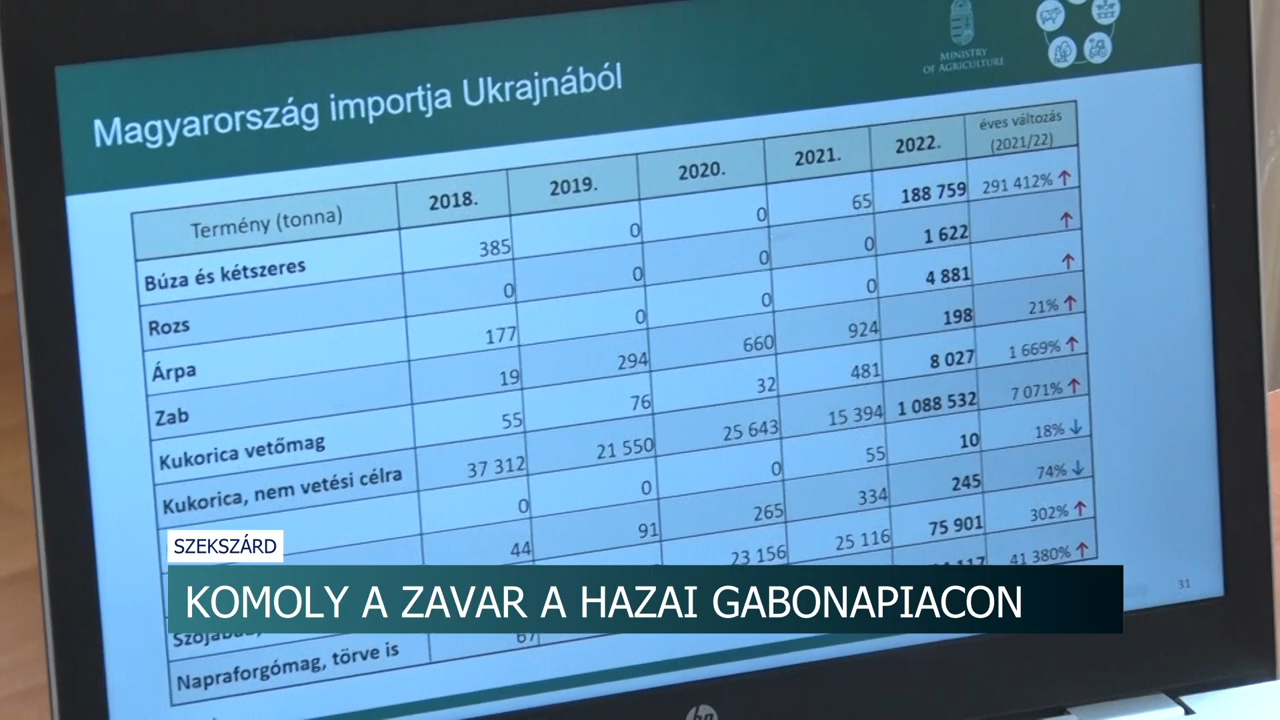 MINISTRY
OF AGRICULTURE
Magyarország importja Ukrajnából
Termény (tonna) 2018. 2019. 2020. 2021. 2022. éves változás
(2021/22)
Búza és kétszeres 385 0 0 65 188 759 291 412% ↑
Rozs 0 0 0 0 1 622 ↑
Árpa 177 0 0 0 4 881 ↑
Zab 19 294 660 924 198 21% ↑
Kukorica vetőmag 55 76 32 481 8 027 1 669% ↑
Kukorica, nem vetési célra 37 312 21 550 25 643 15 394 1 088 532 7 071% ↑
0 0 0 55 10 18% ↓
44 91 265 334 245 74% ↓
23 156 25 116 75 901 302% ↑
Napraforgómag, törve is 67 41 380% ↑
31
SZEKSZÁRD
KOMOLY A ZAVAR A HAZAI GABONAPIACON
hp